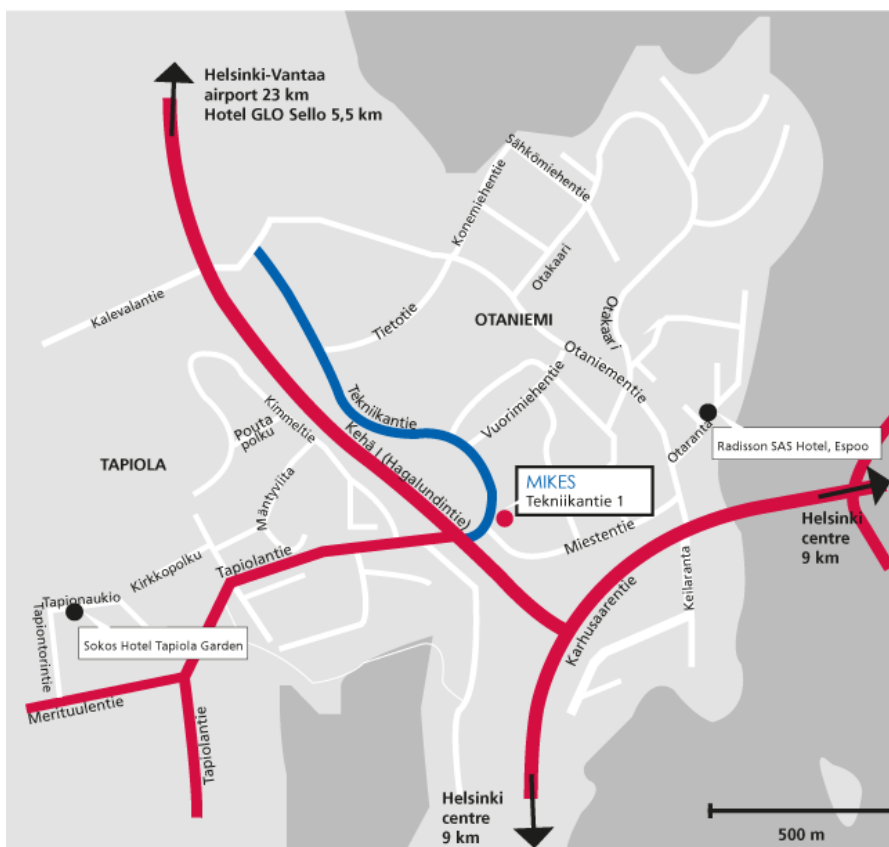 Helsinki-Vantaa
airport 23 km
Hotel GLO Sello 5,5 km
Sähkömiehentie
Konemiehentie
Otakaari
Kalevalantie
Tietotie
OTANIEMI
Otakaari
Otaniementie
Tekniikantie
Vuorimiehentie
Kimmeltie
Pouta
polku
Kehä I (Hagalundintie)
Otaranta
Radisson SAS Hotel, Espoo
TAPIOLA
Mäntyviita
MIKES
Tekniikantie 1
Helsinki
centre
9 km
Miestentie
Kirkkopolku
Tapiolantie
Keilaranta
Tapionaukio
Tapiontorintie
Sokos Hotel Tapiola Garden
Karhusaarentie
Merituulentie
Tapiolantie
Helsinki
centre
9 km
500 m